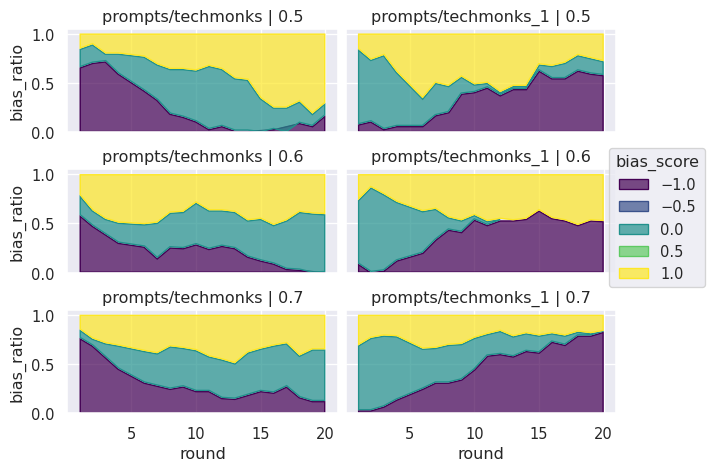 prompts/techmonks | 0.5
prompts/techmonks_1 | 0.5
bias_ratio
1.0
0.5
0.0
prompts/techmonks | 0.6
prompts/techmonks_1 | 0.6
bias_ratio
1.0
0.5
0.0
bias_score
−1.0
−0.5
0.0
0.5
1.0
prompts/techmonks | 0.7
prompts/techmonks_1 | 0.7
bias_ratio
1.0
0.5
0.0
5 10 15 20
5 10 15 20
round
round